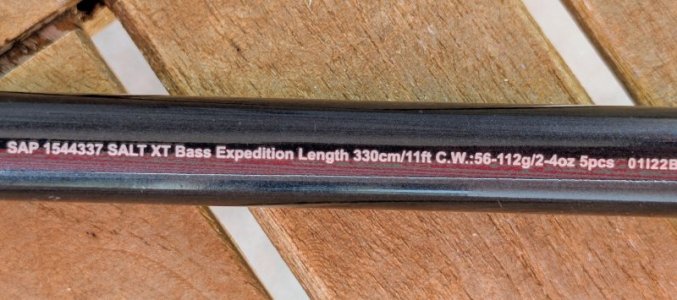 SAP 1544337 SALT XT Bass Expedition Length 330cm/11ft C.W.:56-112g/2-4oz 5pcs 01I22B